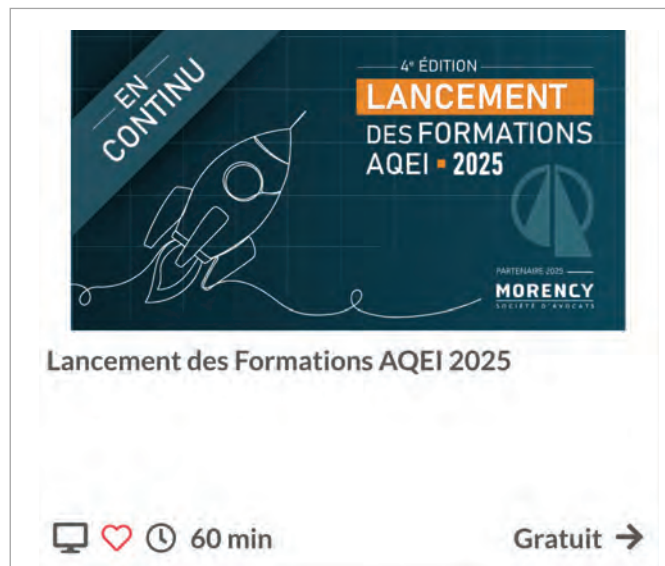 EN
CONTINU
4e ÉDITION
LANCEMENT
DES FORMATIONS
AQEI ▪ 2025
PARTENAIRE 2025
MORENCY
SOCIÉTÉ D'AVOCATS
Lancement des Formations AQEI 2025
60 min
Gratuit →